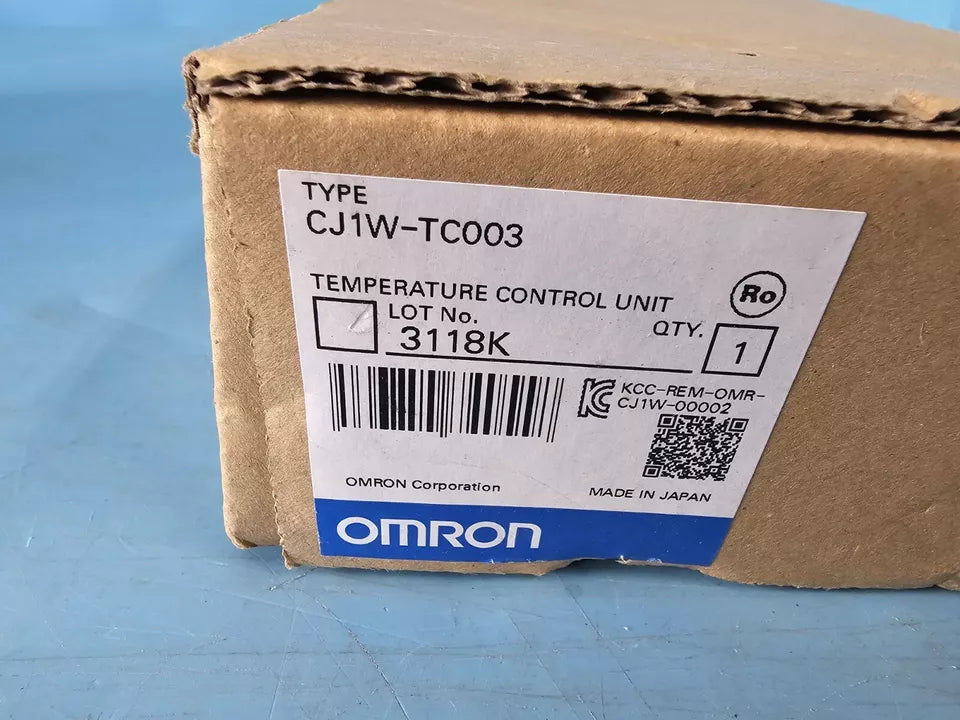 TYPE
CJ1W-TC003
TEMPERATURE CONTROL UNIT
Ro
LOT No.
3118K
QTY.
1
KCC-REM-OMR-
CJ1W-00002
OMRON Corporation
MADE IN JAPAN
OMRON